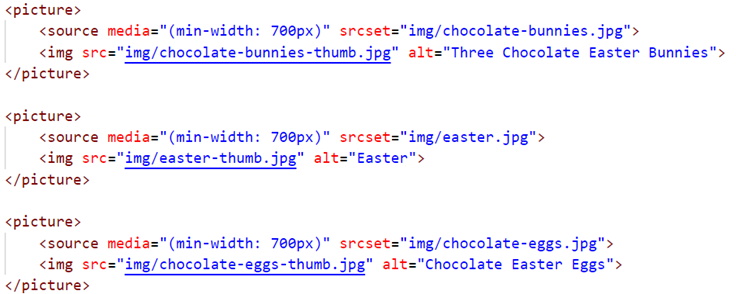 <picture>
    <source media="(min-width: 700px)" srcset="img/chocolate-bunnies.jpg">
    <img src="img/chocolate-bunnies-thumb.jpg" alt="Three Chocolate Easter Bunnies">
</picture>

<picture>
    <source media="(min-width: 700px)" srcset="img/easter.jpg">
    <img src="img/easter-thumb.jpg" alt="Easter">
</picture>

<picture>
    <source media="(min-width: 700px)" srcset="img/chocolate-eggs.jpg">
    <img src="img/chocolate-eggs-thumb.jpg" alt="Chocolate Easter Eggs">
</picture>